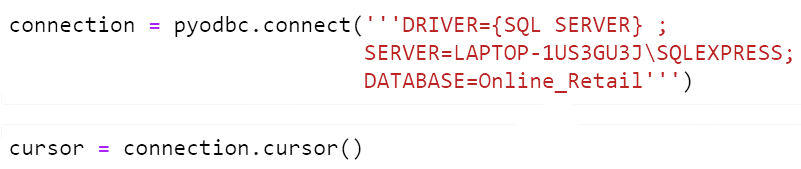 connection = pyodbc.connect('''DRIVER={SQL SERVER} ;
SERVER=LAPTOP-1US3GU3J\SQLEXPRESS;
DATABASE=Online_Retail''')
cursor = connection.cursor()